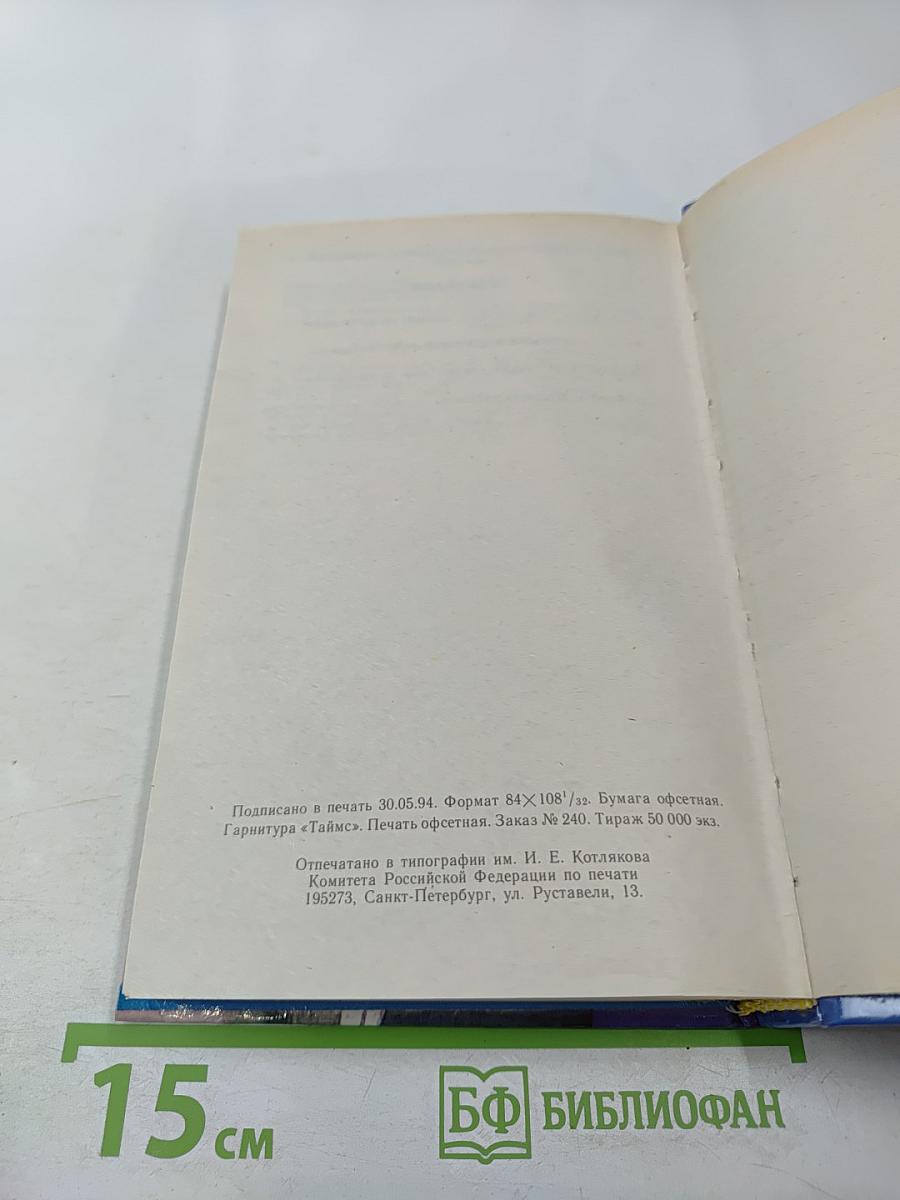 Подписано в печать 30.05.94. Формат 84×108¹/₃₂. Бумага офсетная.
Гарнитура «Таймс». Печать офсетная. Заказ № 240. Тираж 50 000 экз.
Отпечатано в типографии им. И. Е. Котлякова
Комитета Российской Федерации по печати
195273, Санкт-Петербург, ул. Руставели, 13.
15 см
БФ БИБЛИОФАН